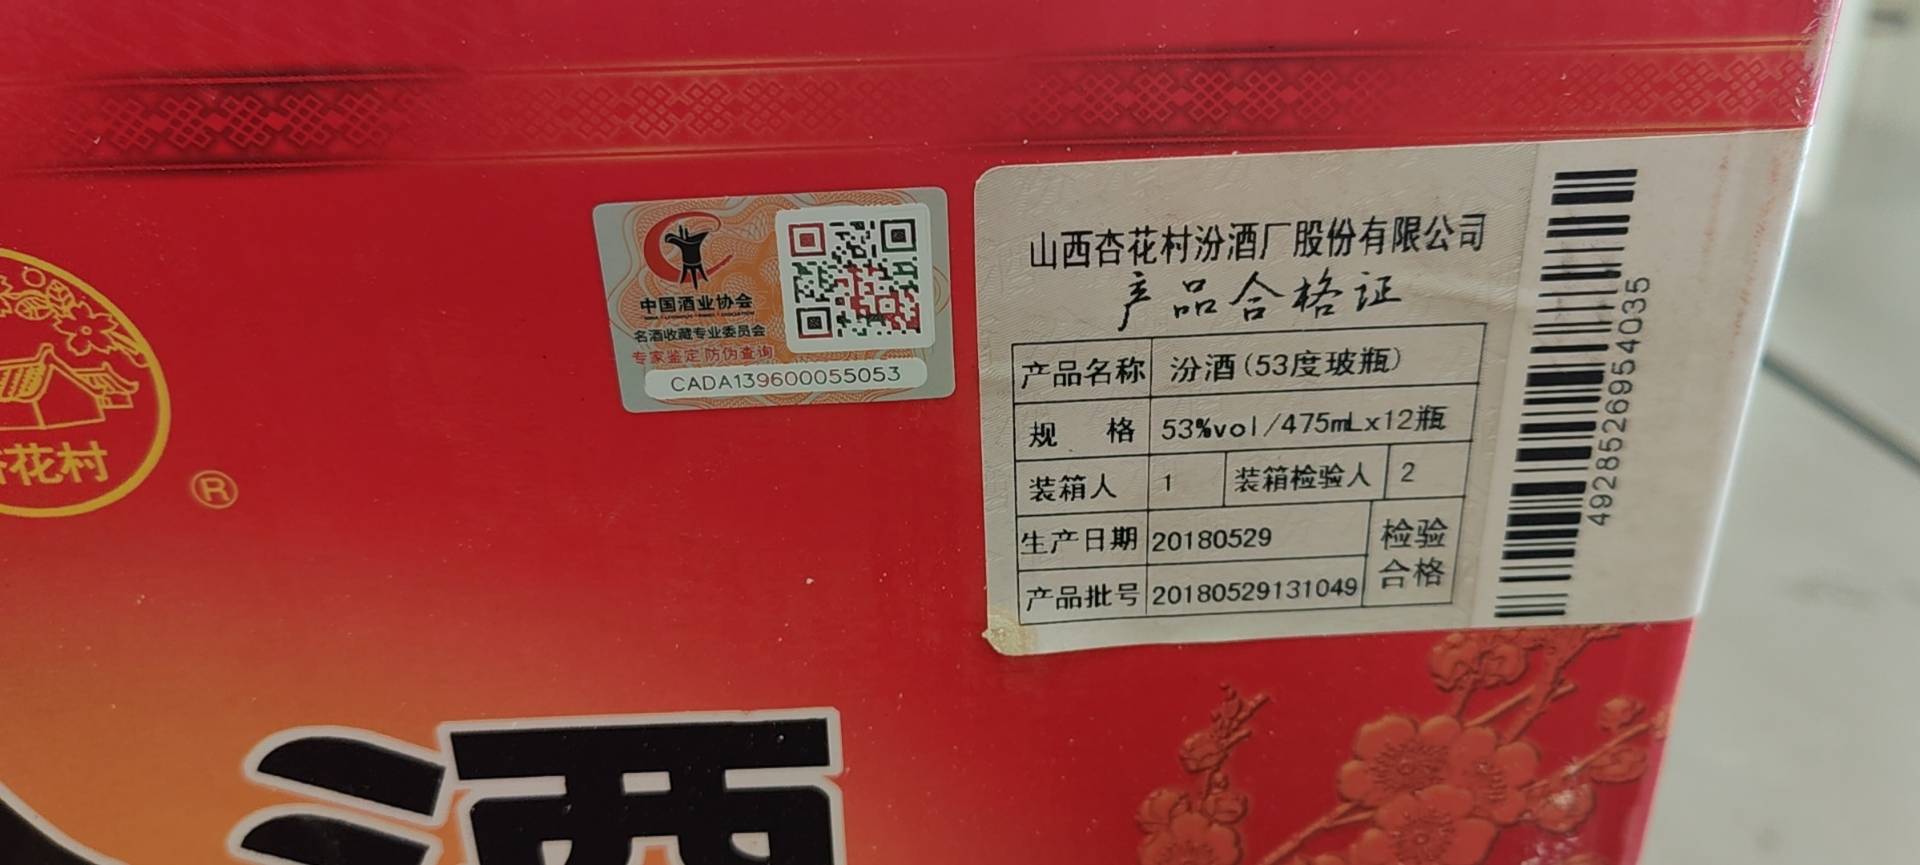 中国酒业协会
名酒收藏专业委员会
专家鉴定 防伪查询
CADA139600055053
山西杏花村汾酒厂股份有限公司
产品合格证
产品名称 汾酒(53度玻瓶)
规 格 53%vol/475mLx12瓶
装箱人 1 装箱检验人 2
生产日期 20180529 检验
产品批号 20180529131049 合格
4928526954035
杏花村
®
酒